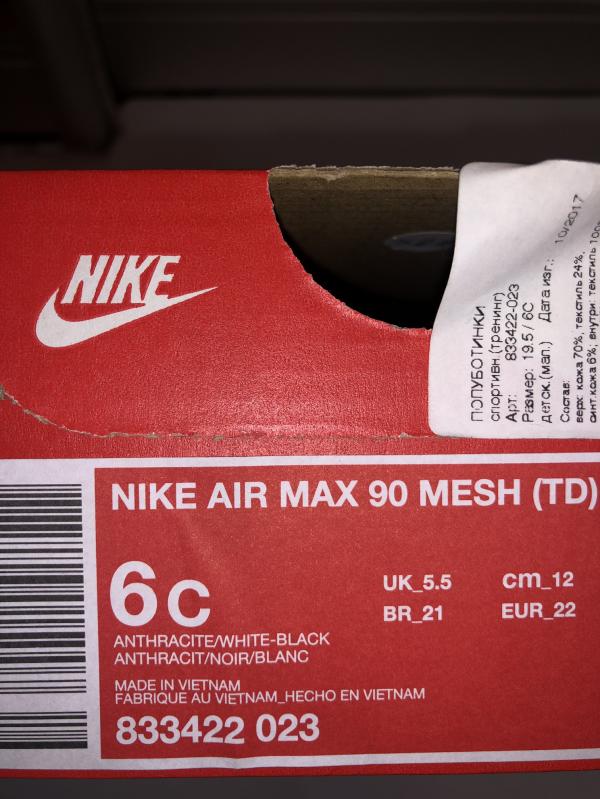 NIKE
ПОЛУБОТИНКИ
спортивн.(тренинг)
Арт: 833422-023
Размер: 19.5 / 6C
детск.(мал.) Дата изг.: 10/2017
Состав:
верх: кожа 70%, текстиль 24%,
синт.кожа 6%; внутри: текстиль 100
NIKE AIR MAX 90 MESH (TD)
6C
UK_5.5 cm_12
BR_21 EUR_22
ANTHRACITE/WHITE-BLACK
ANTHRACIT/NOIR/BLANC
MADE IN VIETNAM
FABRIQUE AU VIETNAM_HECHO EN VIETNAM
833422 023